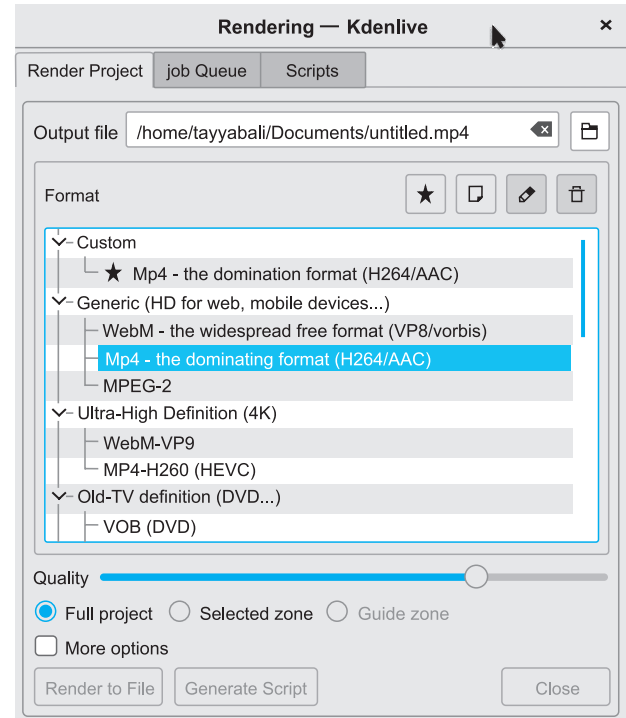 Rendering — Kdenlive ×
Render Project job Queue Scripts
Output file /home/tayyabali/Documents/untitled.mp4
Format
Custom
★ Mp4 - the domination format (H264/AAC)
Generic (HD for web, mobile devices...)
WebM - the widespread free format (VP8/vorbis)
Mp4 - the dominating format (H264/AAC)
MPEG-2
Ultra-High Definition (4K)
WebM-VP9
MP4-H260 (HEVC)
Old-TV definition (DVD...)
VOB (DVD)
Quality
Full project Selected zone Guide zone
More options
Render to File Generate Script Close